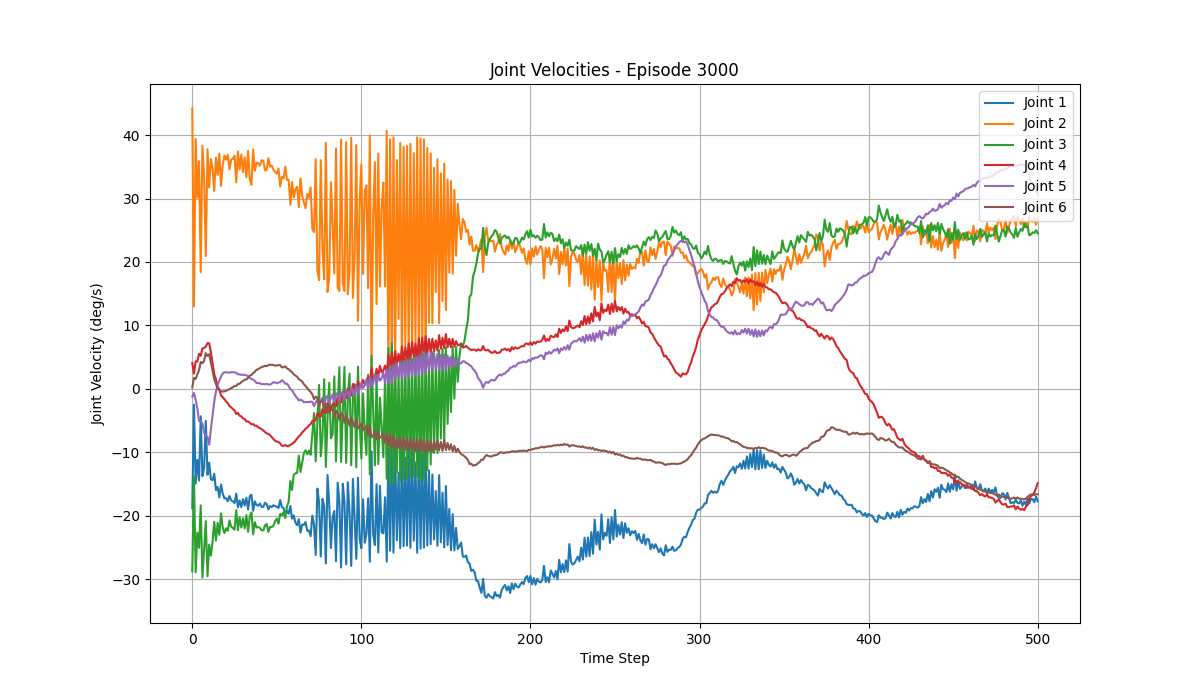 Joint Velocities - Episode 3000
Joint Velocity (deg/s)
40
30
20
10
0
−10
−20
−30
0
100
200
300
400
500
Time Step
Joint 1
Joint 2
Joint 3
Joint 4
Joint 5
Joint 6